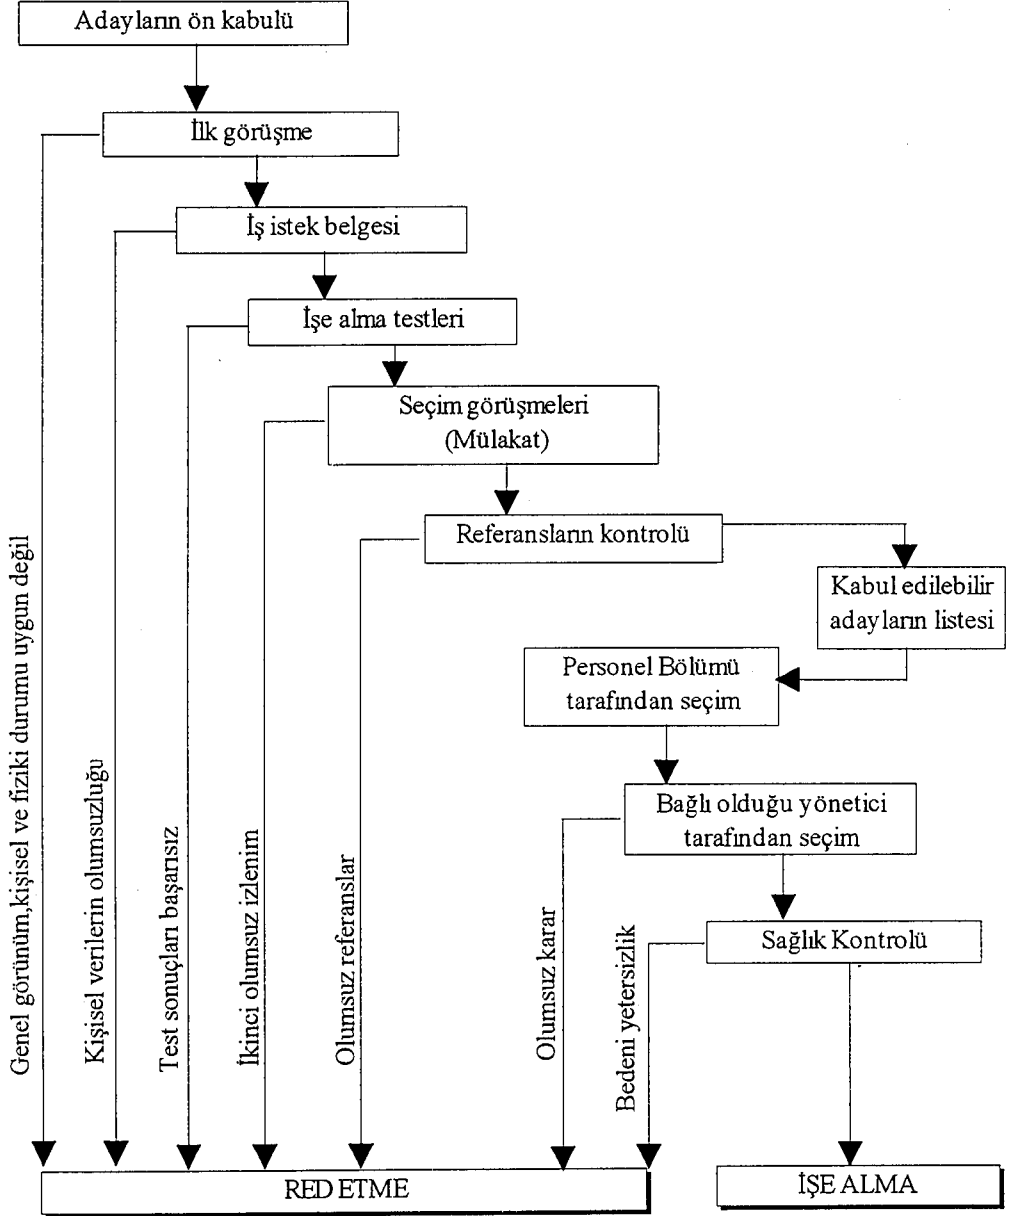 Adayların ön kabulü
İlk görüşme
İş istek belgesi
İşe alma testleri
Seçim görüşmeleri
(Mülakat)
Referansların kontrolü
Kabul edilebilir
adayların listesi
Personel Bölümü
tarafından seçim
Bağlı olduğu yönetici
tarafından seçim
Sağlık Kontrolü
Genel görünüm,kişisel ve fiziki durumu uygun değil
Kişisel verilerin olumsuzluğu
Test sonuçları başarısız
İkinci olumsuz izlenim
Olumsuz referanslar
Olumsuz karar
Bedeni yetersizlik
RED ETME
İŞE ALMA